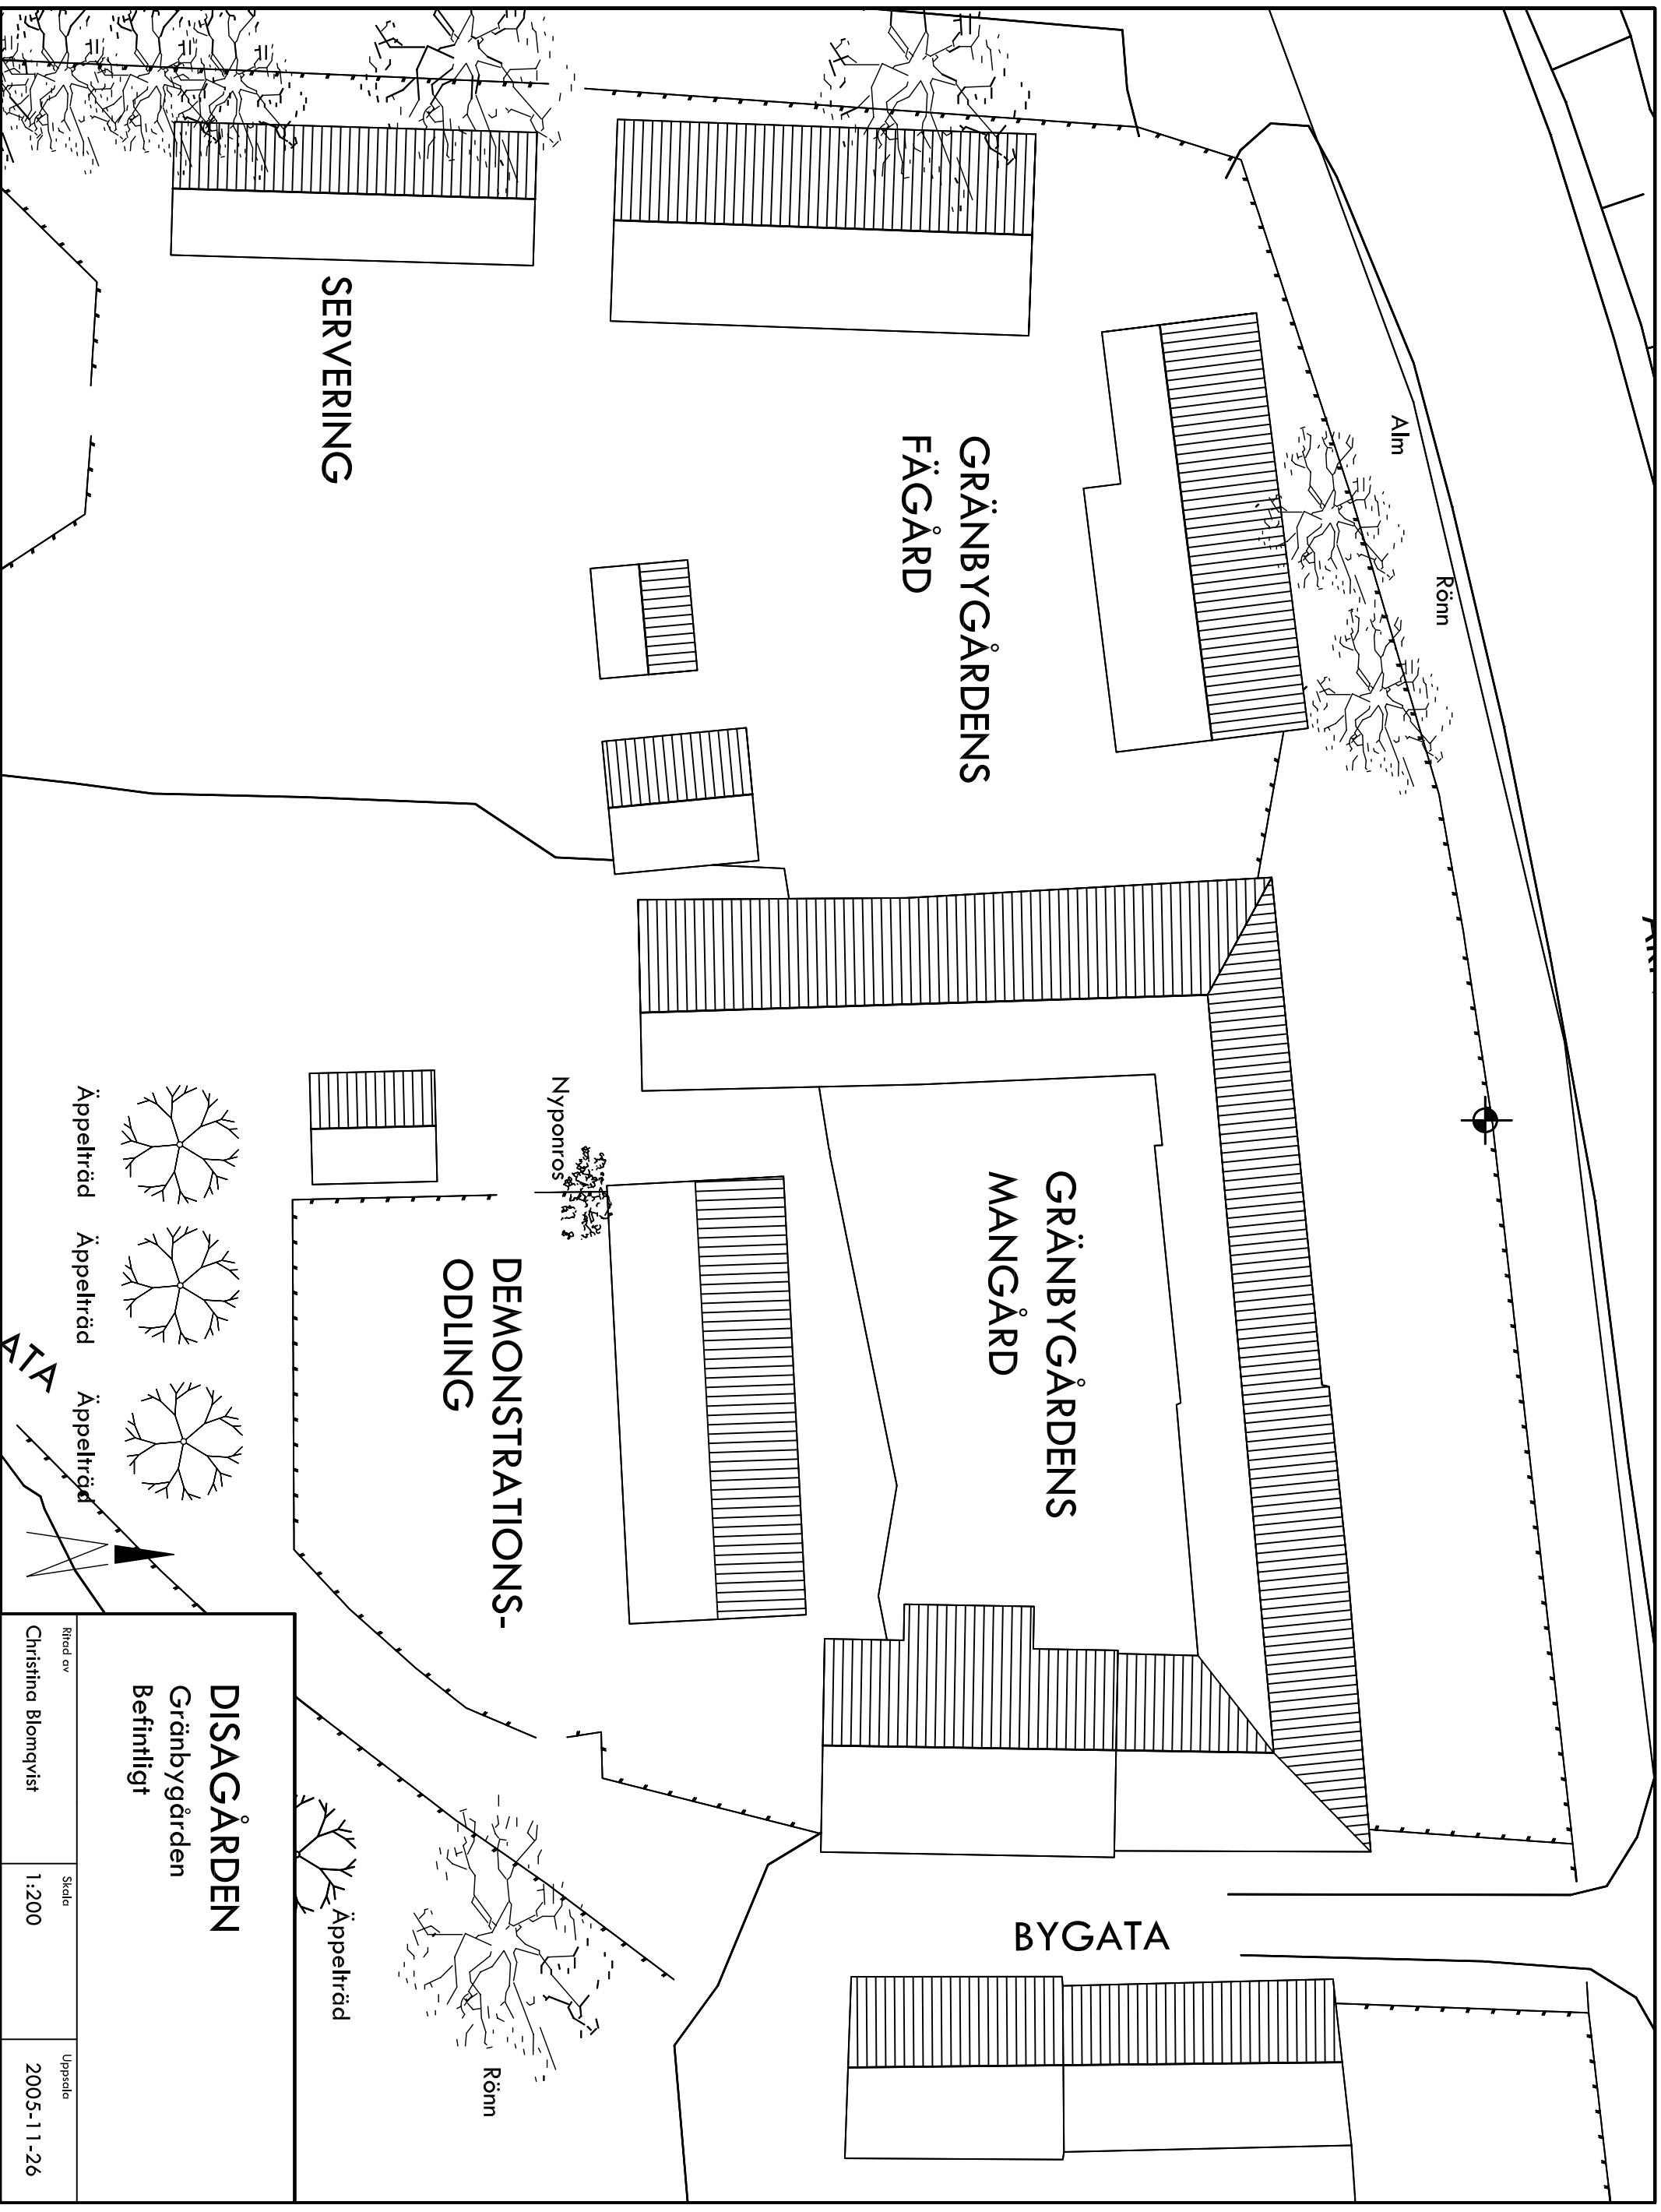 Alm
Rönn
GRÄNBYGÅRDENS
FÄGÅRD
SERVERING
GRÄNBYGÅRDENS
MANGÅRD
Nyponros
DEMONSTRATIONS-
ODLING
Äppelträd
Äppelträd
Äppelträd
ATA
BYGATA
Äppelträd
Rönn
DISAGÅRDEN
Gränbygården
Befintligt
Ritad av
Christina Blomqvist
Skala
1:200
Uppsala
2005-11-26